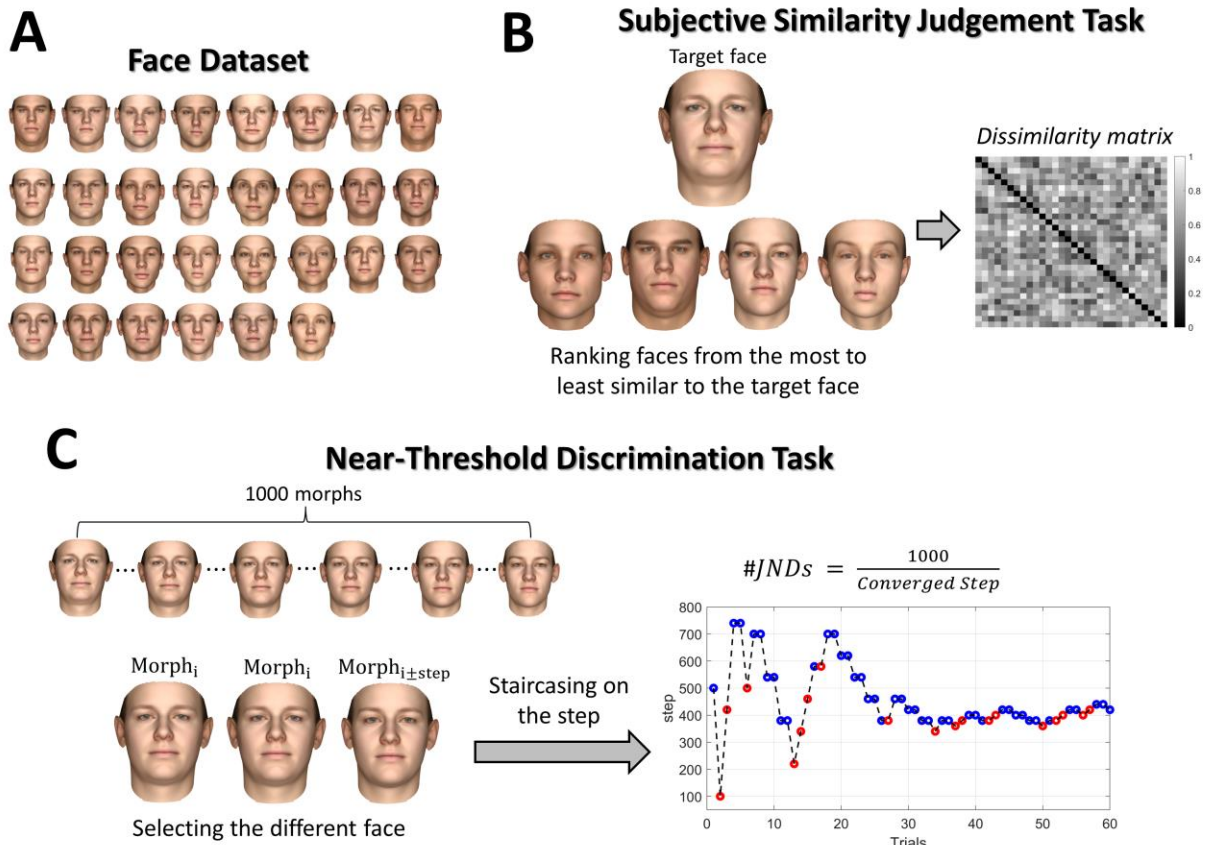 A
Face Dataset
B
Subjective Similarity Judgement Task
Target face
Ranking faces from the most to
least similar to the target face
Dissimilarity matrix
1
0.8
0.6
0.4
0.2
0
C
Near-Threshold Discrimination Task
1000 morphs
... ... ... ... ...
Morph_i Morph_i Morph_i±step
Selecting the different face
Staircasing on
the step
#JNDs = 1000 / Converged Step
800
700
600
500
400
300
200
100
step
0 10 20 30 40 50 60
Trials